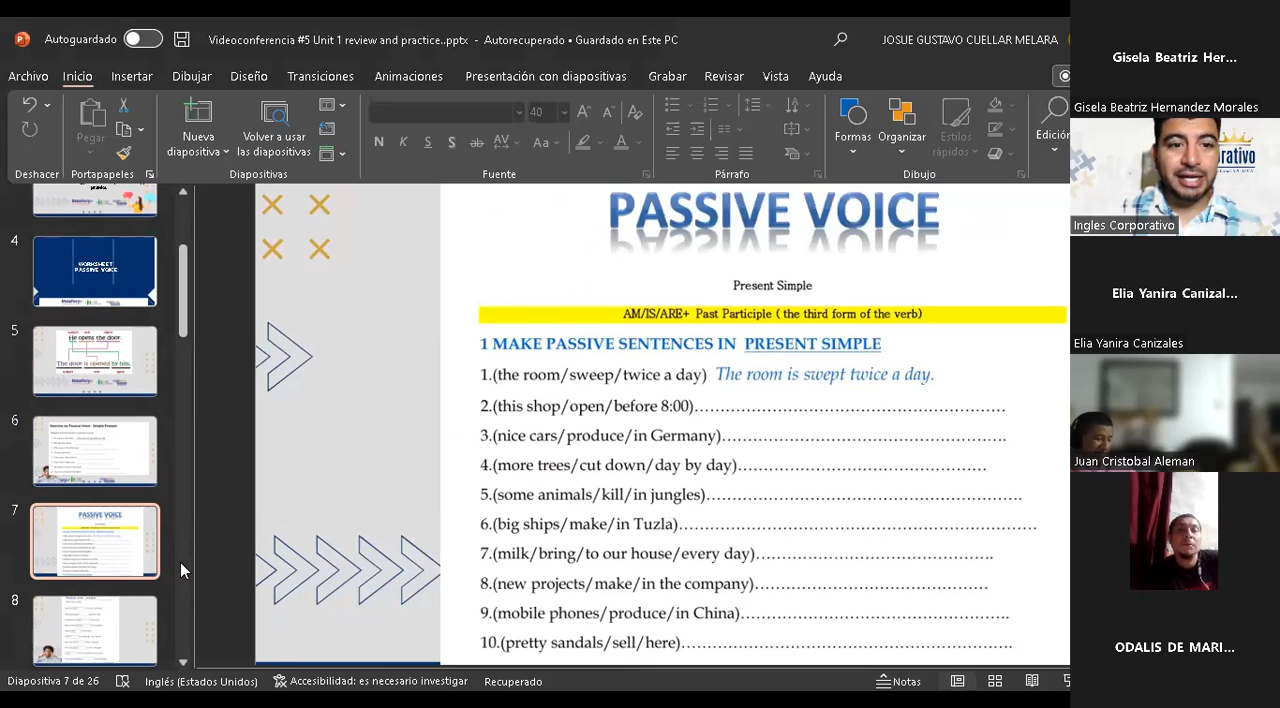 Autoguardado
Videoconferencia #5 Unit 1 review and practice..pptx - Autorecuperado • Guardado en Este PC
JOSUE GUSTAVO CUELLAR MELARA
Archivo Inicio Insertar Dibujar Diseño Transiciones Animaciones Presentación con diapositivas Grabar Revisar Vista Ayuda
Pegar
Nueva diapositiva
Volver a usar las diapositivas
40
N K S S ab AV Aa A
Formas Organizar Estilos rápidos Edición
Deshacer Portapapeles Diapositivas Fuente Párrafo Dibujo
4
WORKSHEET
PASSIVE VOICE
5
He opens the door.
The door is opened by him.
6
7
PASSIVE VOICE
8
PASSIVE VOICE
Present Simple
AM/IS/ARE+ Past Participle ( the third form of the verb)
1 MAKE PASSIVE SENTENCES IN PRESENT SIMPLE
1.(the room/sweep/twice a day) The room is swept twice a day.
2.(this shop/open/before 8:00)……………………………………………………
3.(nice cars/produce/in Germany)………………………………………………
4.(more trees/cut down/day by day)……………………………………………
5.(some animals/kill/in jungles)……………………………………………………
6.(big ships/make/in Tuzla)…………………………………………………………
7.(milk/bring/to our house/every day)…………………………………………
8.(new projects/make/in the company)………………………………………
9.(mobile phones/produce/in China)……………………………………………
10.(pretty sandals/sell/here)………………………………………………………
Diapositiva 7 de 26 Inglés (Estados Unidos) Accesibilidad: es necesario investigar Recuperado Notas
Gisela Beatriz Her...
Gisela Beatriz Hernandez Morales
Ingles Corporativo
Elia Yanira Canizal...
Elia Yanira Canizales
Juan Cristobal Aleman
ODALIS DE MARI...